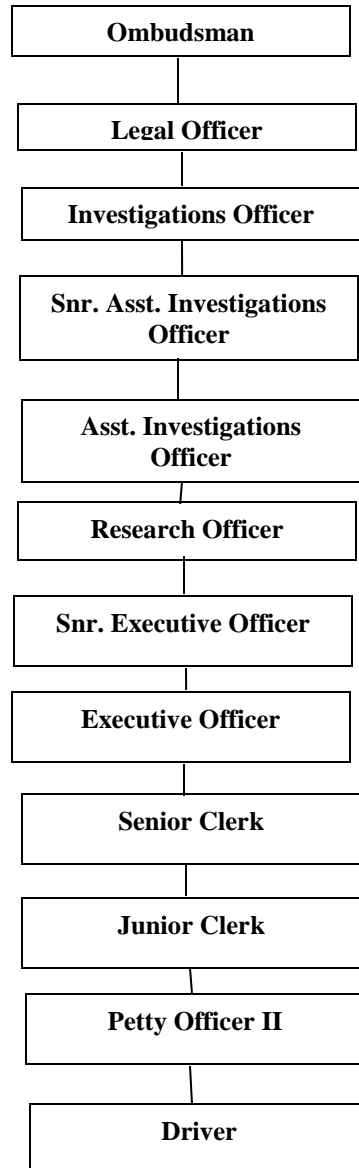 Ombudsman
Legal Officer
Investigations Officer
Snr. Asst. Investigations
Officer
Asst. Investigations
Officer
Research Officer
Snr. Executive Officer
Executive Officer
Senior Clerk
Junior Clerk
Petty Officer II
Driver